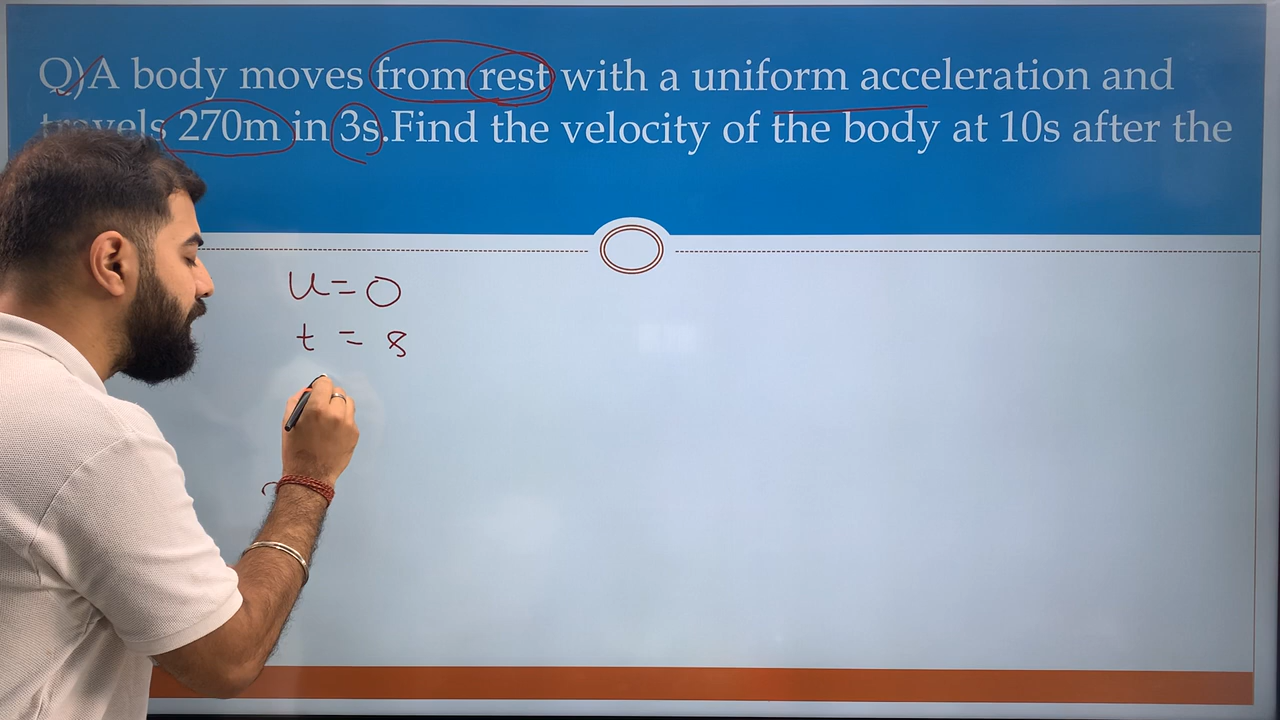 Q)A body moves from rest with a uniform acceleration and
travels 270m in 3s.Find the velocity of the body at 10s after the
u=0
t = 8